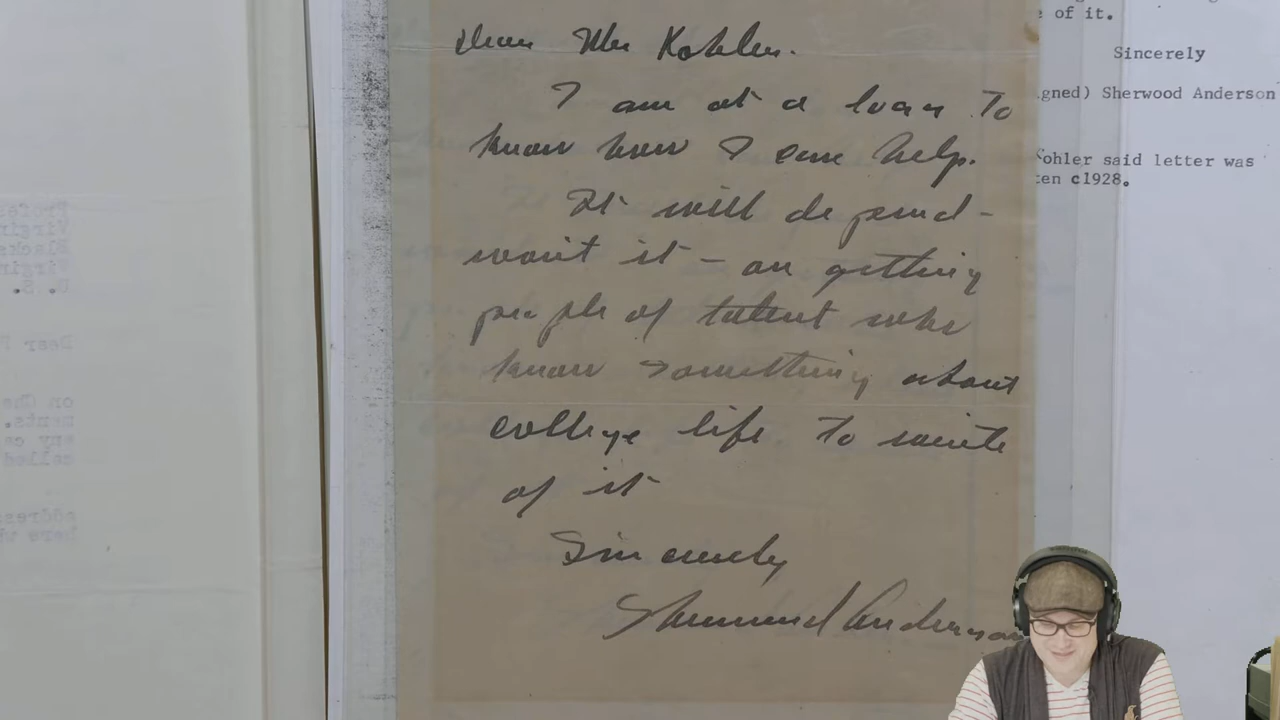 Dear Mr Kohler.
I am at a loss to
know how I can help.
It will depend -
won't it - on getting
people of talent who
know something about
college life to write
of it
Sincerely
Sherwood Anderson
of it.
Sincerely
gned) Sherwood Anderson
Kohler said letter was
ten c1928.